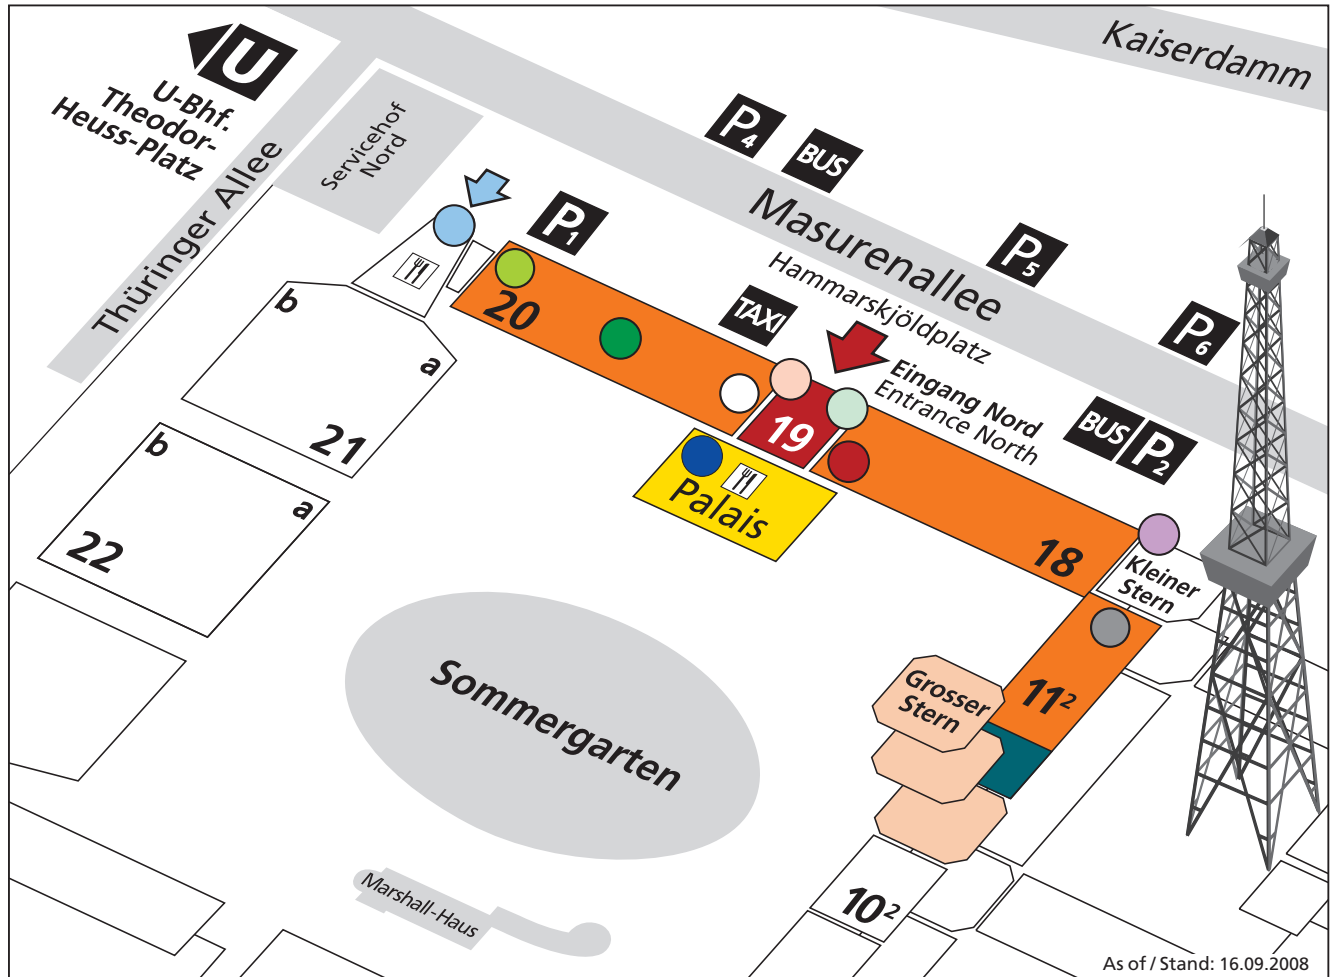 Kaiserdamm
U
U-Bhf.
Theodor-
Heuss-Platz
Thüringer Allee
Servicehof
Nord
P4
BUS
Masurenallee
Hammarskjöldplatz
P5
P6
P1
TAXI
Eingang Nord
Entrance North
BUS
P2
20
19
18
Palais
b
a
21
b
a
22
Kleiner
Stern
11²
Grosser
Stern
Sommergarten
Marshall-Haus
10²
As of / Stand: 16.09.2008